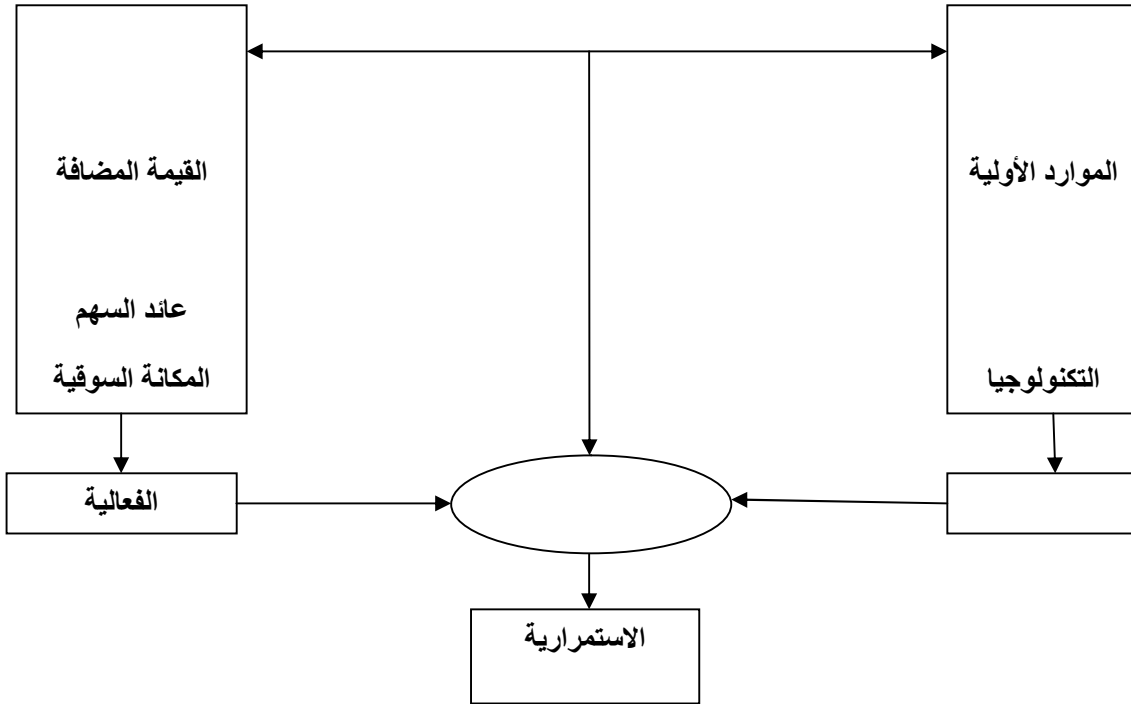 الموارد الأولية
التكنولوجيا
القيمة المضافة
عائد السهم
المكانة السوقية
الفعالية
الاستمرارية